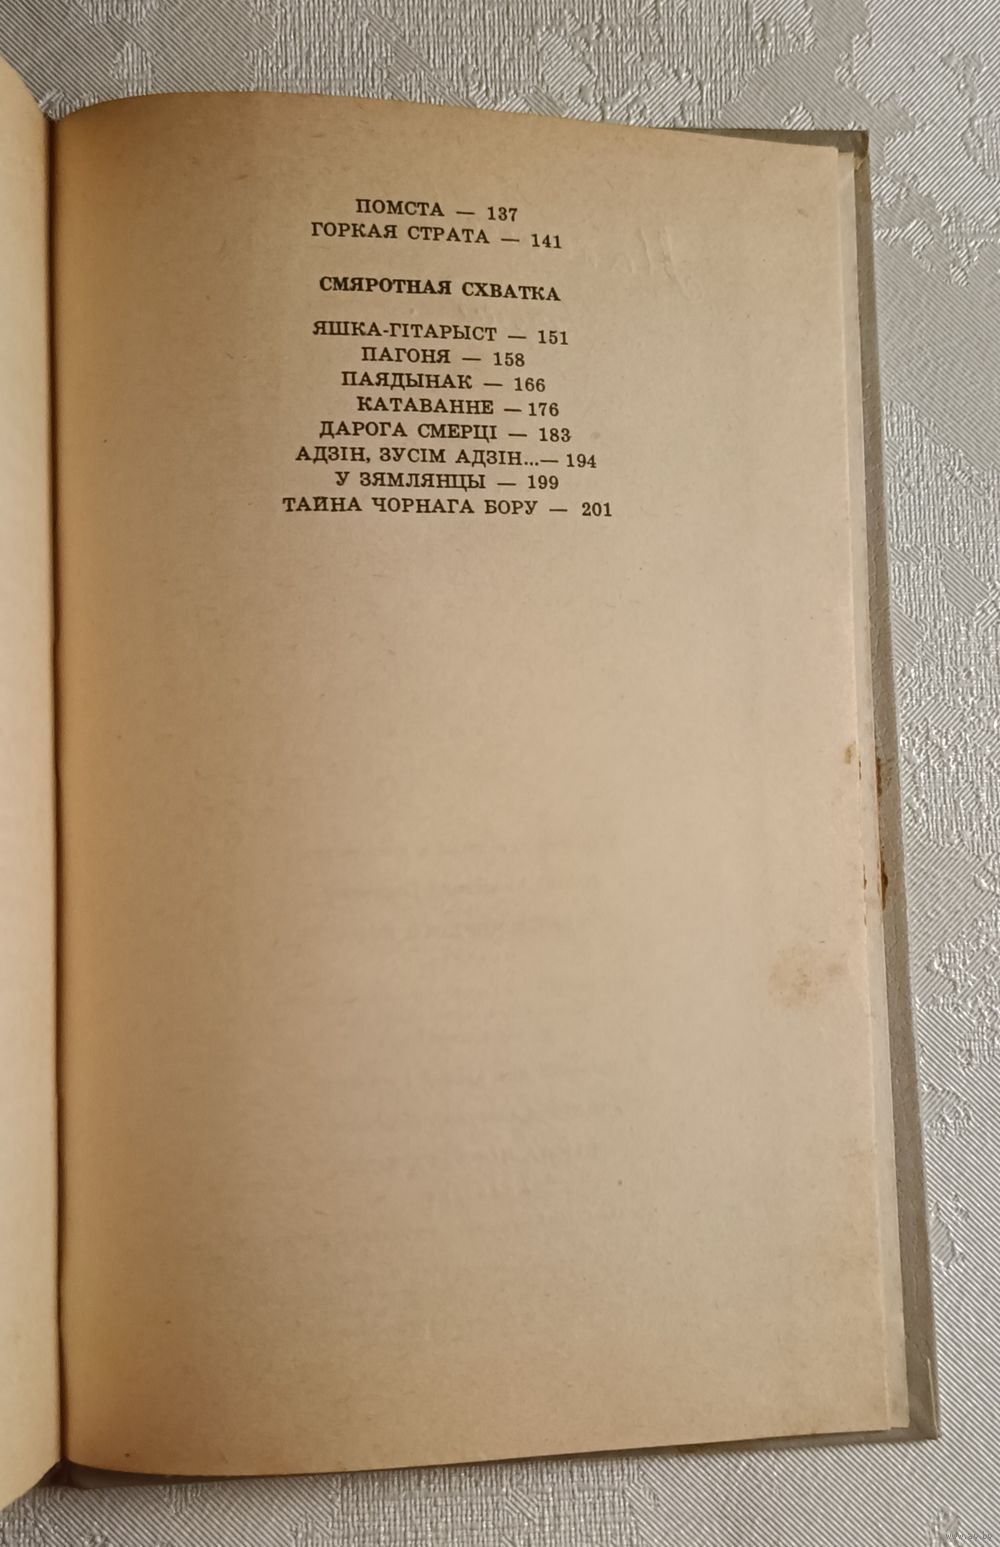 ПОМСТА — 137
ГОРКАЯ СТРАТА — 141
СМЯРОТНАЯ СХВАТКА
ЯШКА-ГІТАРЫСТ — 151
ПАГОНЯ — 158
ПАЯДЫНАК — 166
КАТАВАННЕ — 176
ДАРОГА СМЕРЦІ — 183
АДЗІН, ЗУСІМ АДЗІН...— 194
У ЗЯМЛЯНЦЫ — 199
ТАЙНА ЧОРНАГА БОРУ — 201